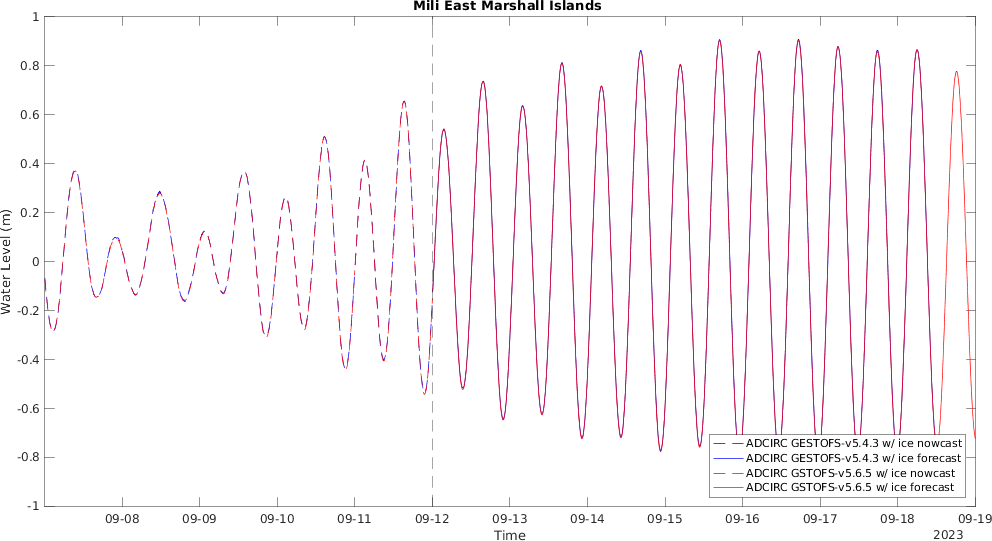 Mili East Marshall Islands
1
0.8
0.6
0.4
0.2
0
-0.2
-0.4
-0.6
-0.8
-1
Water Level (m)
ADCIRC GESTOFS-v5.4.3 w/ ice nowcast
ADCIRC GESTOFS-v5.4.3 w/ ice forecast
ADCIRC GSTOFS-v5.6.5 w/ ice nowcast
ADCIRC GSTOFS-v5.6.5 w/ ice forecast
09-08 09-09 09-10 09-11 09-12 09-13 09-14 09-15 09-16 09-17 09-18 09-19
Time
2023